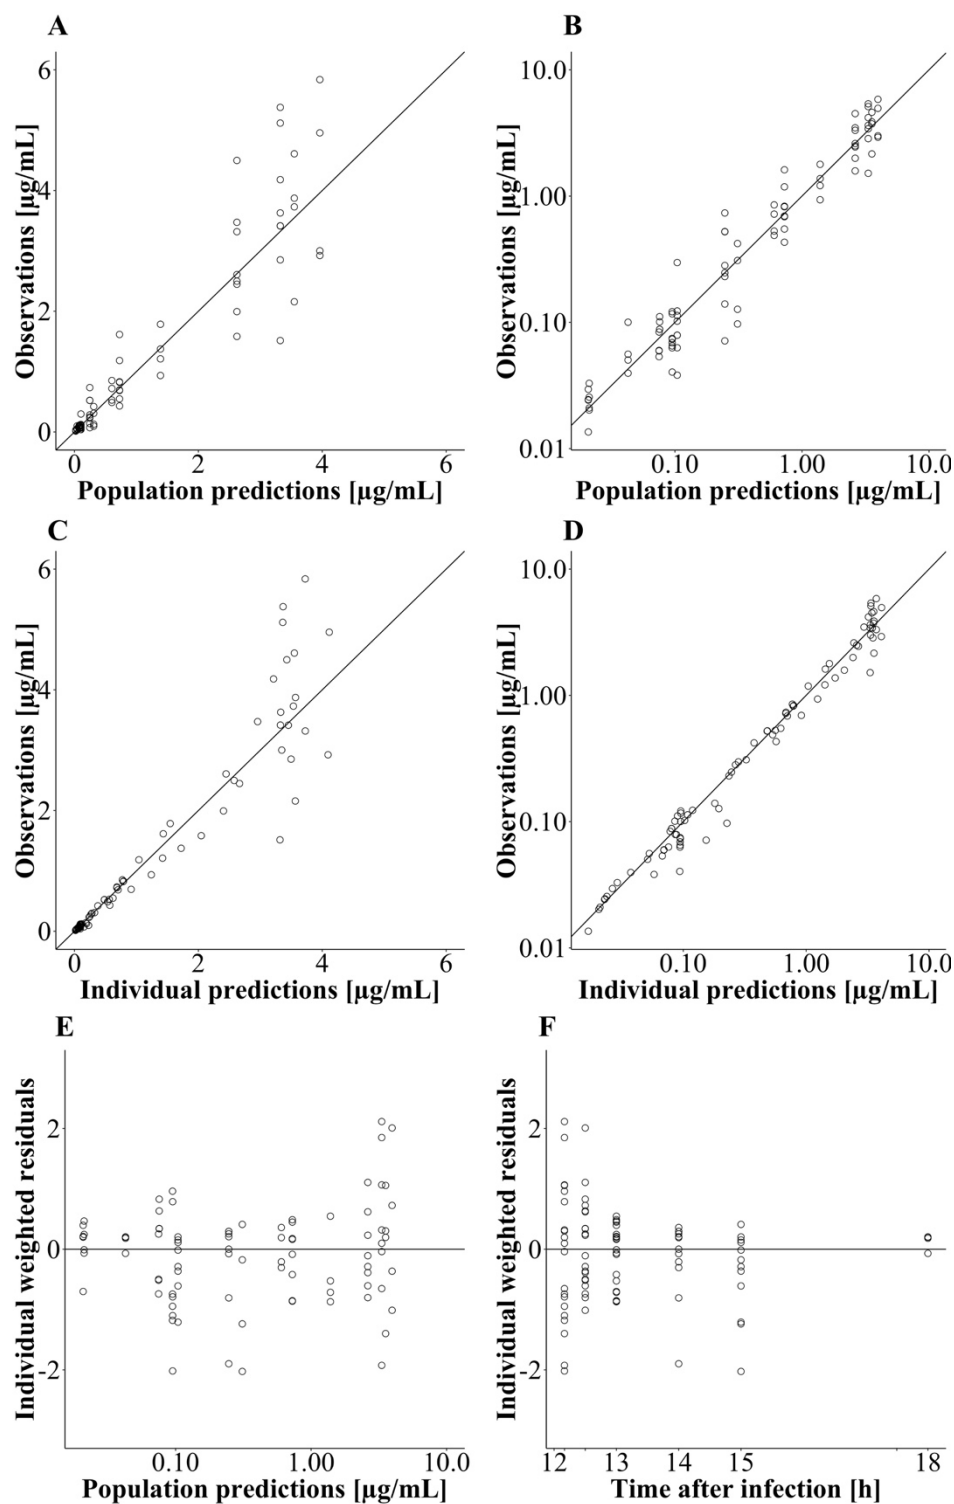 A
B
6
4
2
0
Observations [µg/mL]
0 2 4 6
Population predictions [µg/mL]
10.0
1.00
0.10
0.01
Observations [µg/mL]
0.10 1.00 10.0
Population predictions [µg/mL]
C
D
6
4
2
0
Observations [µg/mL]
0 2 4 6
Individual predictions [µg/mL]
10.0
1.00
0.10
0.01
Observations [µg/mL]
0.10 1.00 10.0
Individual predictions [µg/mL]
E
F
2
0
-2
Individual weighted residuals
0.10 1.00 10.0
Population predictions [µg/mL]
2
0
-2
Individual weighted residuals
12 13 14 15 18
Time after infection [h]